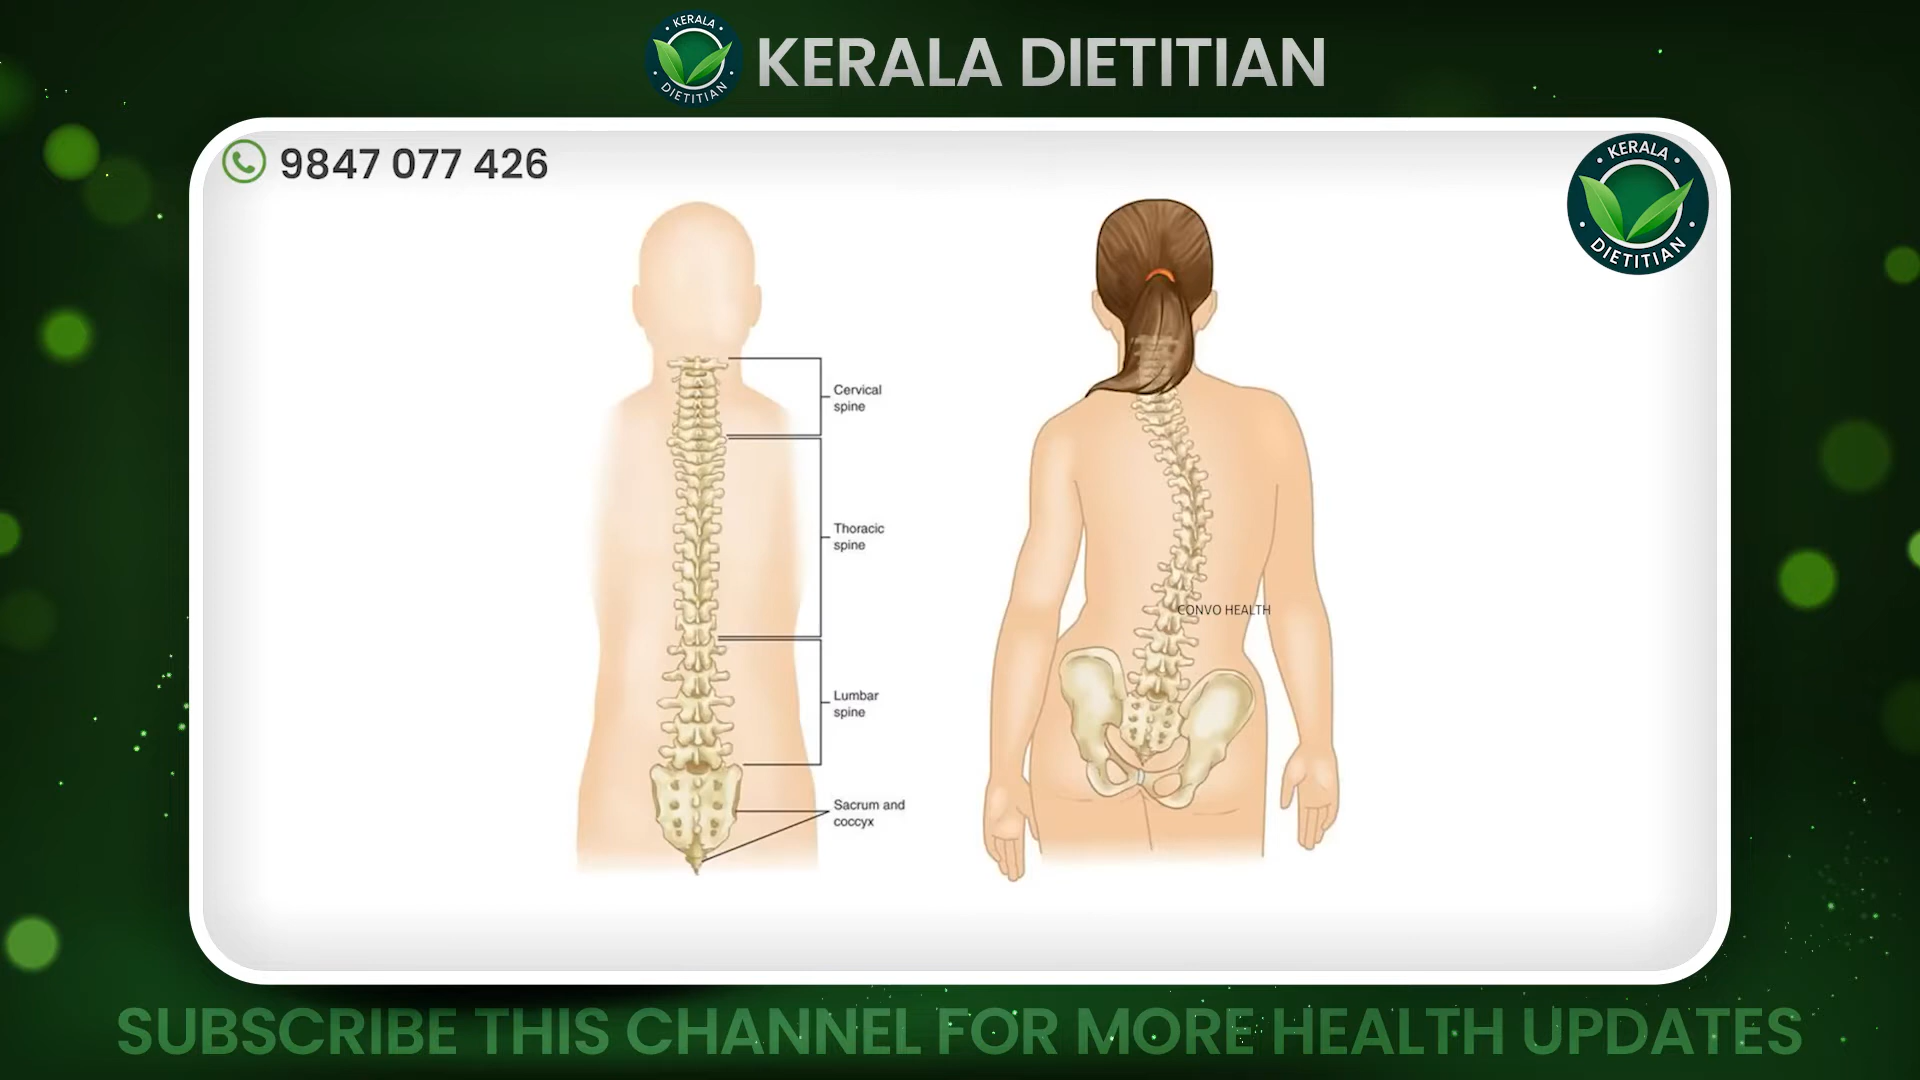 KERALA
DIETITIAN
KERALA DIETITIAN
9847 077 426
KERALA
DIETITIAN
Cervical
spine
Thoracic
spine
CONVO HEALTH
Lumbar
spine
Sacrum and
coccyx
SUBSCRIBE THIS CHANNEL FOR MORE HEALTH UPDATES